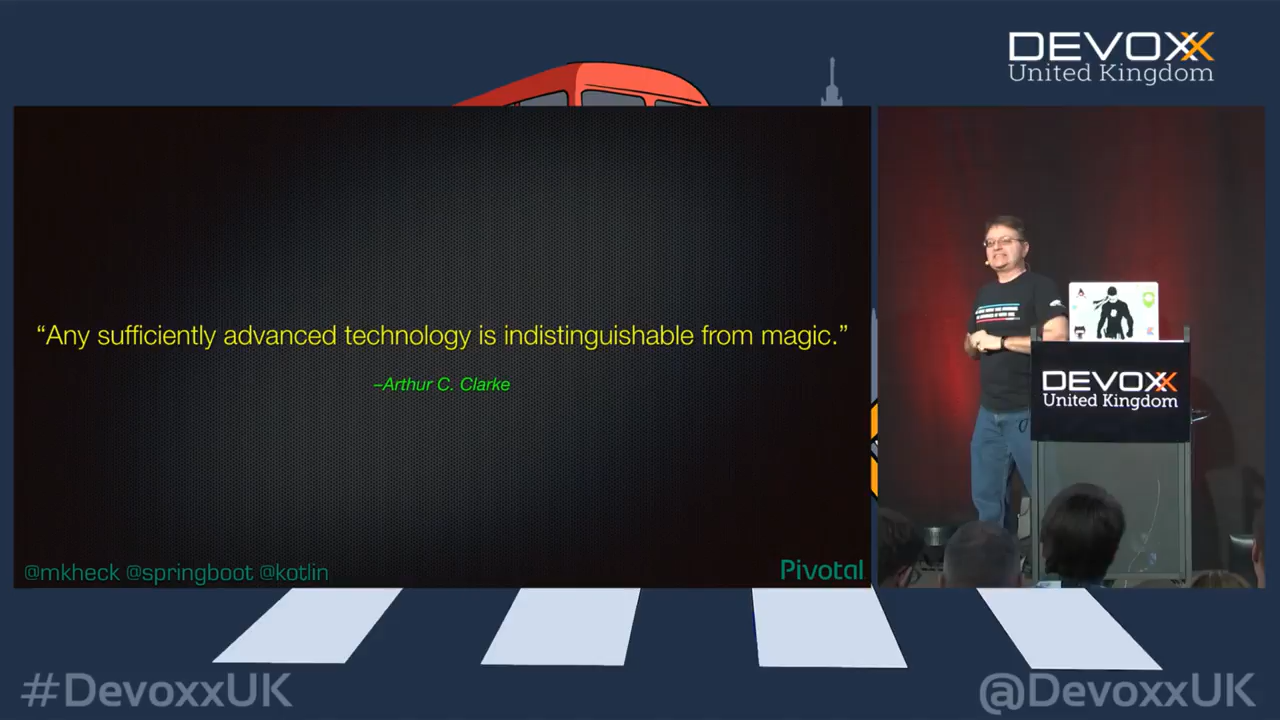 DEVOXX
United Kingdom
“Any sufficiently advanced technology is indistinguishable from magic.”
–Arthur C. Clarke
@mkheck @springboot @kotlin
Pivotal
DEVOXX
United Kingdom
#DevoxxUK
@DevoxxUK